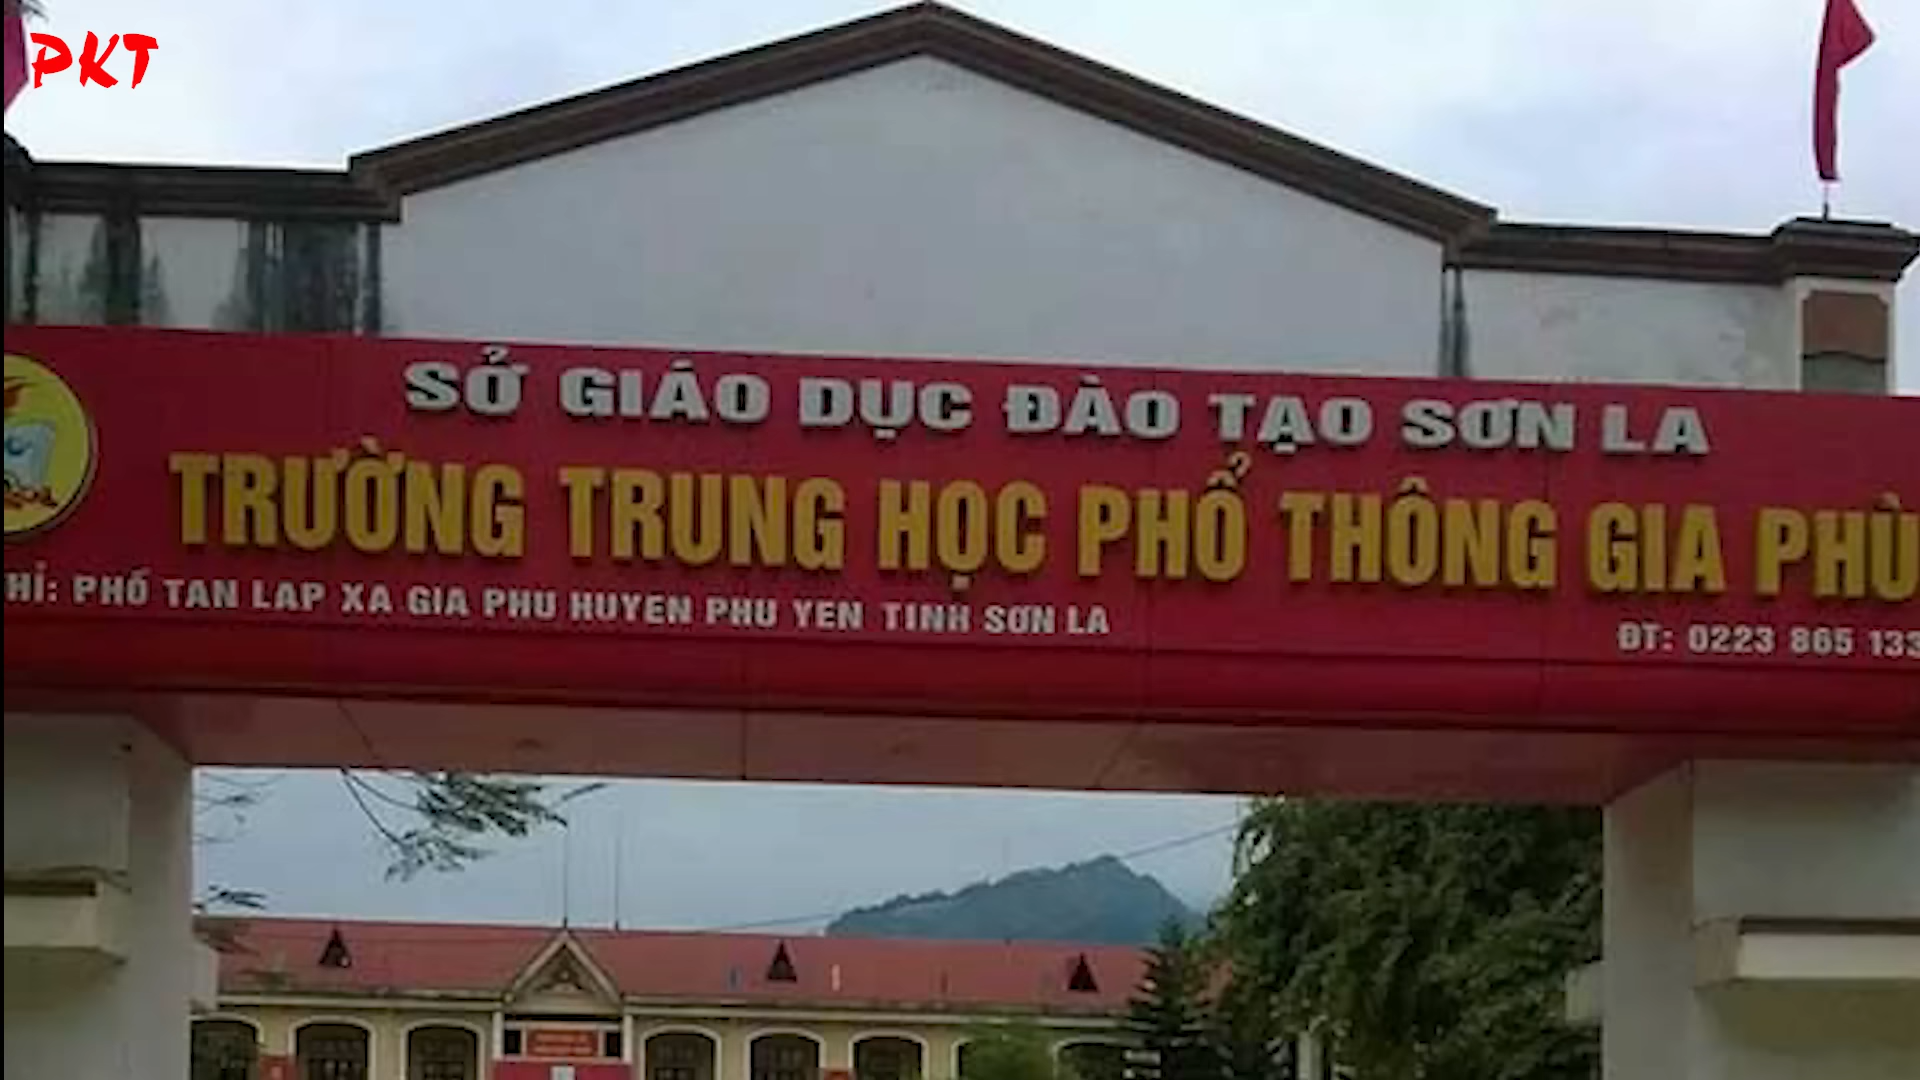 PKT
SỞ GIÁO DỤC ĐÀO TẠO SƠN LA
TRƯỜNG TRUNG HỌC PHỔ THÔNG GIA PHÙ
HỈ: PHỐ TAN LAP XA GIA PHU HUYEN PHU YEN TINH SƠN LA
ĐT: 0223 865 133